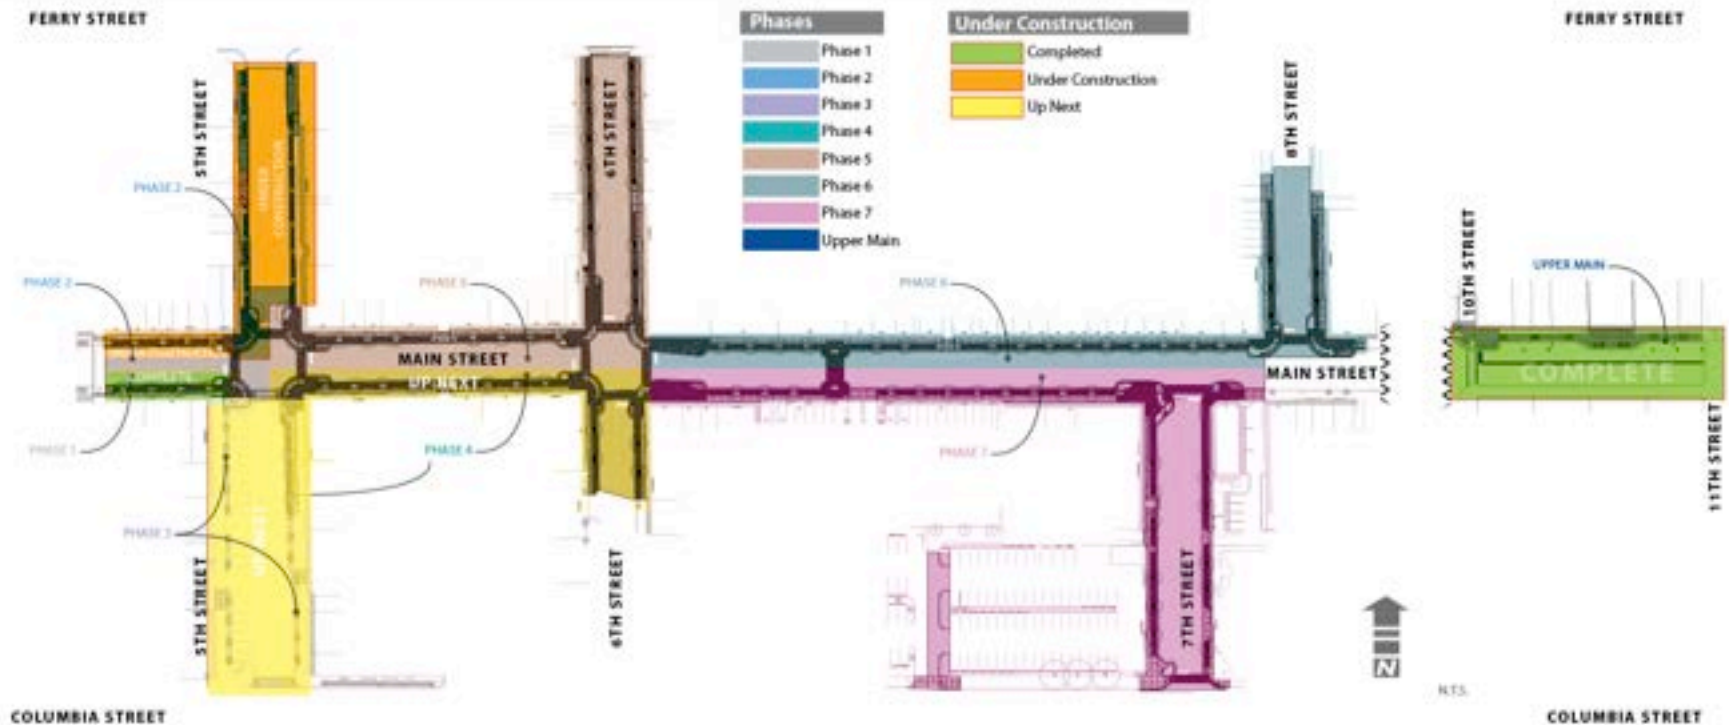 FERRY STREET
Phases
Phase 1
Phase 2
Phase 3
Phase 4
Phase 5
Phase 6
Phase 7
Upper Main
Under Construction
Completed
Under Construction
Up Next
FERRY STREET
5TH STREET
6TH STREET
8TH STREET
UNDER CONSTRUCTION
PHASE 2
PHASE 2
PHASE 5
PHASE 6
10TH STREET
UPPER MAIN
MAIN STREET
UP NEXT
MAIN STREET
COMPLETE
PHASE 1
PHASE 4
PHASE 7
11TH STREET
PHASE 3
5TH STREET
6TH STREET
7TH STREET
N
N.T.S.
COLUMBIA STREET
COLUMBIA STREET